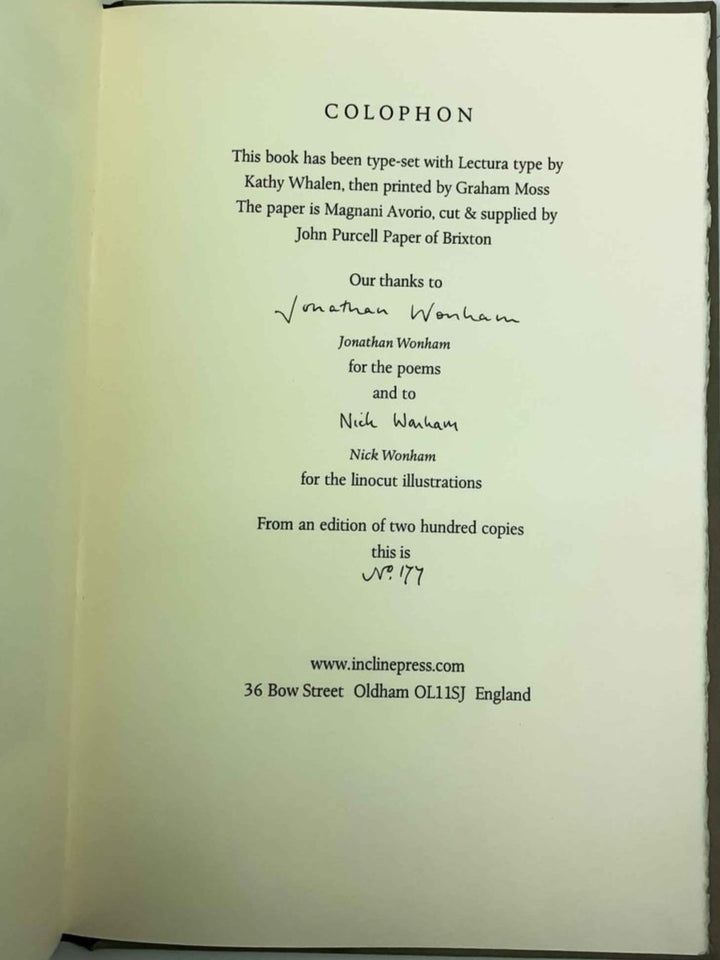 COLOPHON
This book has been type-set with Lectura type by
Kathy Whalen, then printed by Graham Moss
The paper is Magnani Avorio, cut & supplied by
John Purcell Paper of Brixton
Our thanks to
Jonathan Wonham
Jonathan Wonham
for the poems
and to
Nick Wonham
Nick Wonham
for the linocut illustrations
From an edition of two hundred copies
this is
Nº 177
www.inclinepress.com
36 Bow Street Oldham OL11SJ England